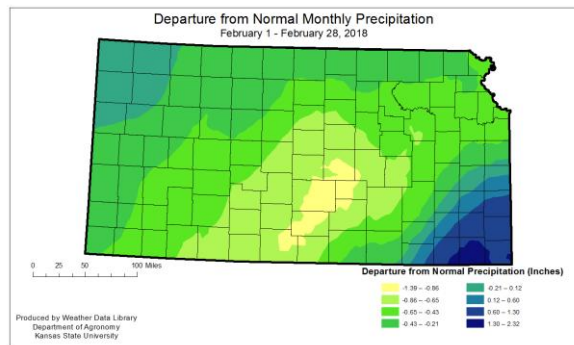 Departure from Normal Monthly Precipitation
February 1 - February 28, 2018
0 25 50 100 Miles
Departure from Normal Precipitation (Inches)
-1.39 – -0.86
-0.86 – -0.65
-0.65 – -0.43
-0.43 – -0.21
-0.21 – 0.12
0.12 – 0.60
0.60 – 1.30
1.30 – 2.32
Produced by Weather Data Library
Department of Agronomy
Kansas State University